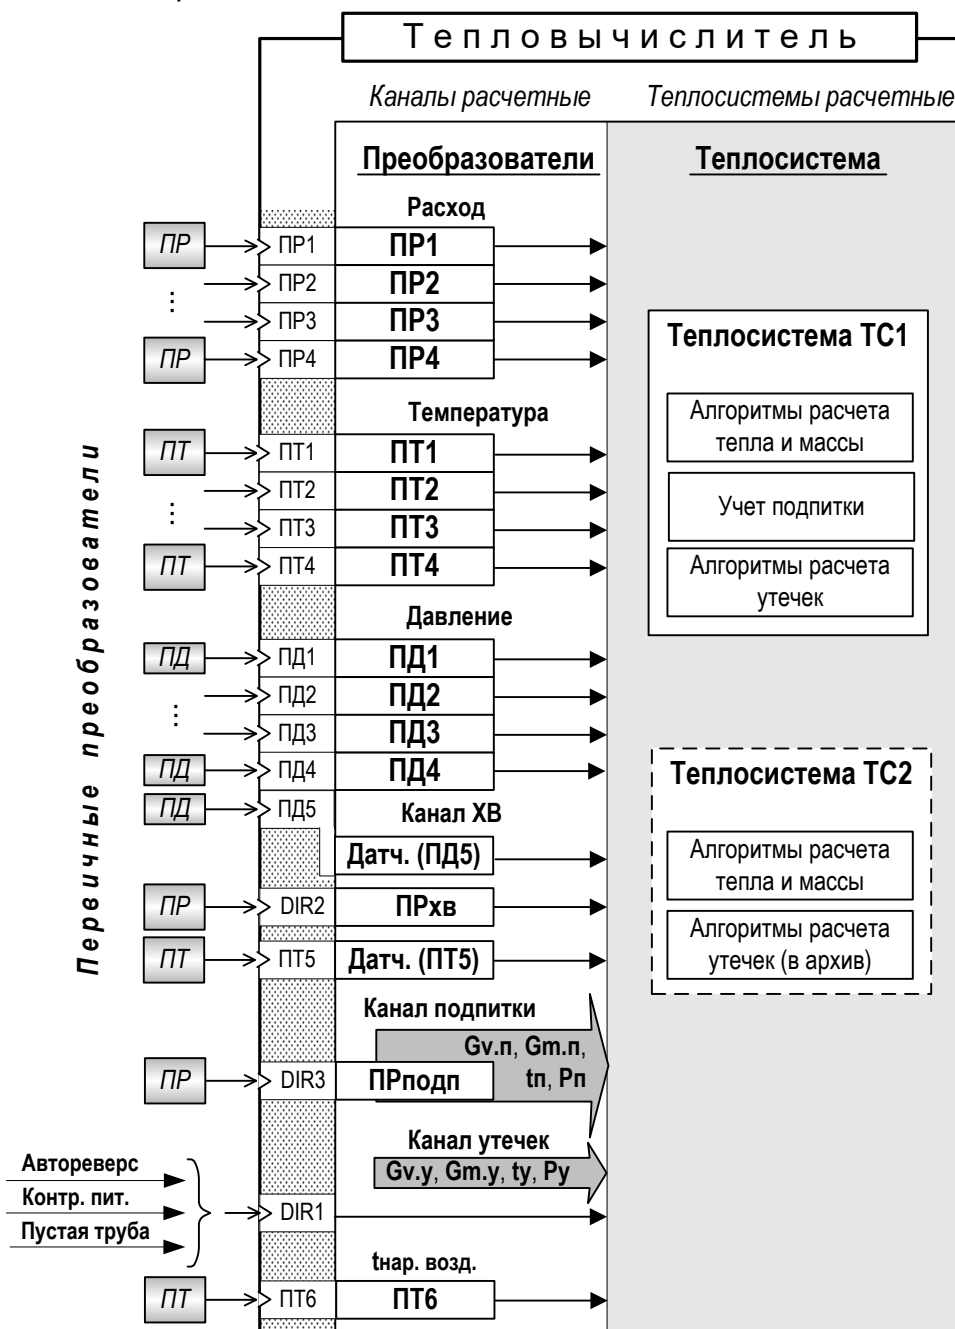 Тепловычислитель
Каналы расчетные Теплосистемы расчетные
Преобразователи Теплосистема
Расход
ПР ПР1 ПР1
ПР2 ПР2
⋮
ПР3 ПР3
ПР ПР4 ПР4
Температура
ПТ ПТ1 ПТ1
ПТ2 ПТ2
⋮
ПТ3 ПТ3
ПТ ПТ4 ПТ4
Давление
ПД ПД1 ПД1
ПД2 ПД2
⋮
ПД3 ПД3
ПД ПД4 ПД4
ПД ПД5
Канал ХВ
Датч. (ПД5)
ПР DIR2 ПРхв
ПТ ПТ5 Датч. (ПТ5)
Канал подпитки
Gv.п, Gm.п,
tп, Pп
ПР DIR3 ПРподп
Канал утечек
Gv.у, Gm.у, tу, Pу
Автореверс
Контр. пит.
Пустая труба
DIR1
tнар. возд.
ПТ ПТ6 ПТ6
Первичные преобразователи
Теплосистема ТС1
Алгоритмы расчета
тепла и массы
Учет подпитки
Алгоритмы расчета
утечек
Теплосистема ТС2
Алгоритмы расчета
тепла и массы
Алгоритмы расчета
утечек (в архив)